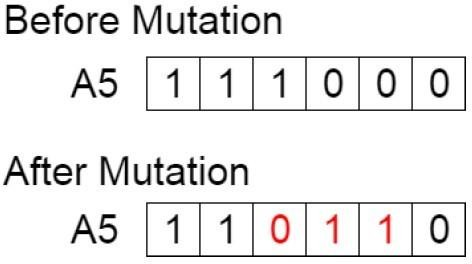 Before Mutation
A5 1 1 1 0 0 0
After Mutation
A5 1 1 0 1 1 0